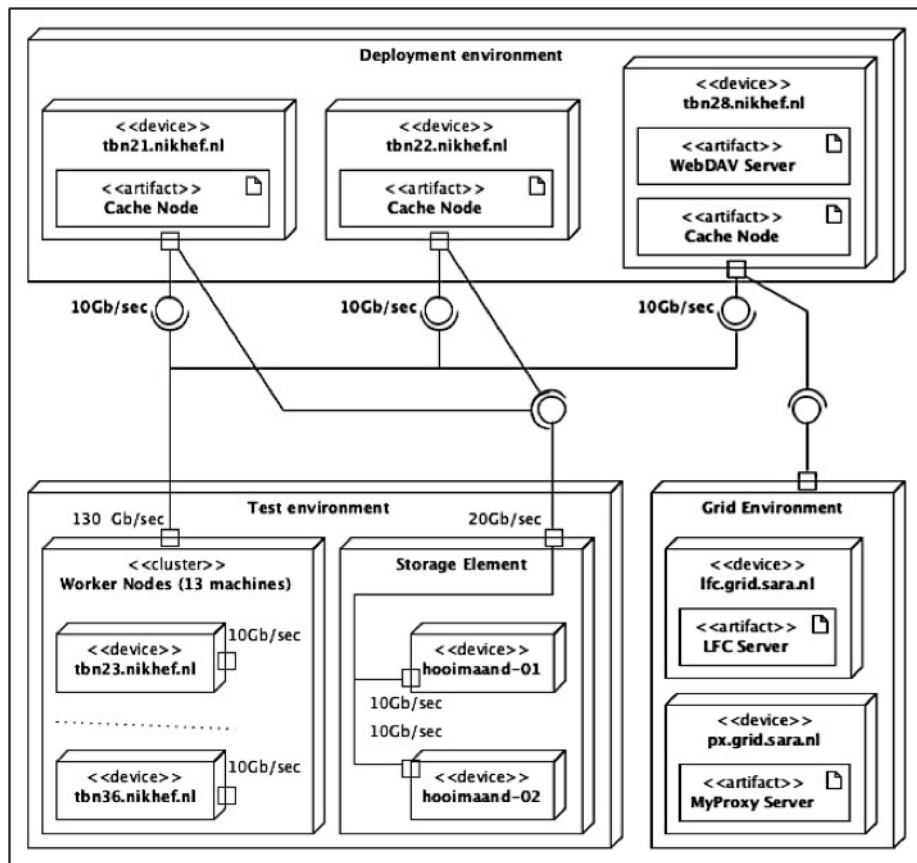 Deployment environment
<<device>>
tbn21.nikhef.nl
<<artifact>>
Cache Node
<<device>>
tbn22.nikhef.nl
<<artifact>>
Cache Node
<<device>>
tbn28.nikhef.nl
<<artifact>>
WebDAV Server
<<artifact>>
Cache Node
10Gb/sec
10Gb/sec
10Gb/sec
Test environment
130 Gb/sec
20Gb/sec
<<cluster>>
Worker Nodes (13 machines)
<<device>>
tbn23.nikhef.nl
10Gb/sec
<<device>>
tbn36.nikhef.nl
10Gb/sec
Storage Element
<<device>>
hooimaand-01
10Gb/sec
10Gb/sec
<<device>>
hooimaand-02
Grid Environment
<<device>>
lfc.grid.sara.nl
<<artifact>>
LFC Server
<<device>>
px.grid.sara.nl
<<artifact>>
MyProxy Server